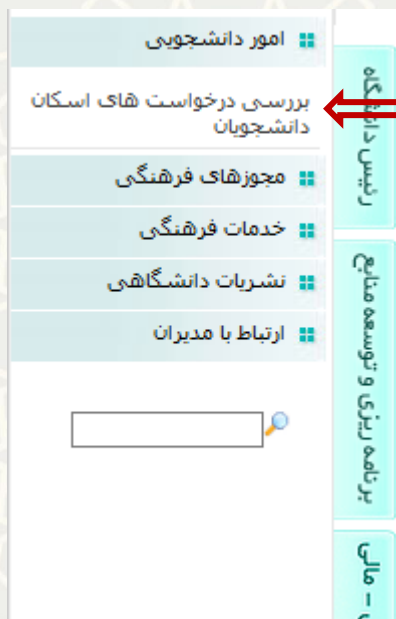 امور دانشجویی
بررسی درخواست های اسکان
دانشجویان
مجوزهای فرهنگی
خدمات فرهنگی
نشریات دانشگاهی
ارتباط با مدیران
رئیس دانشگاه
برنامه ریزی و توسعه منابع
- مالی